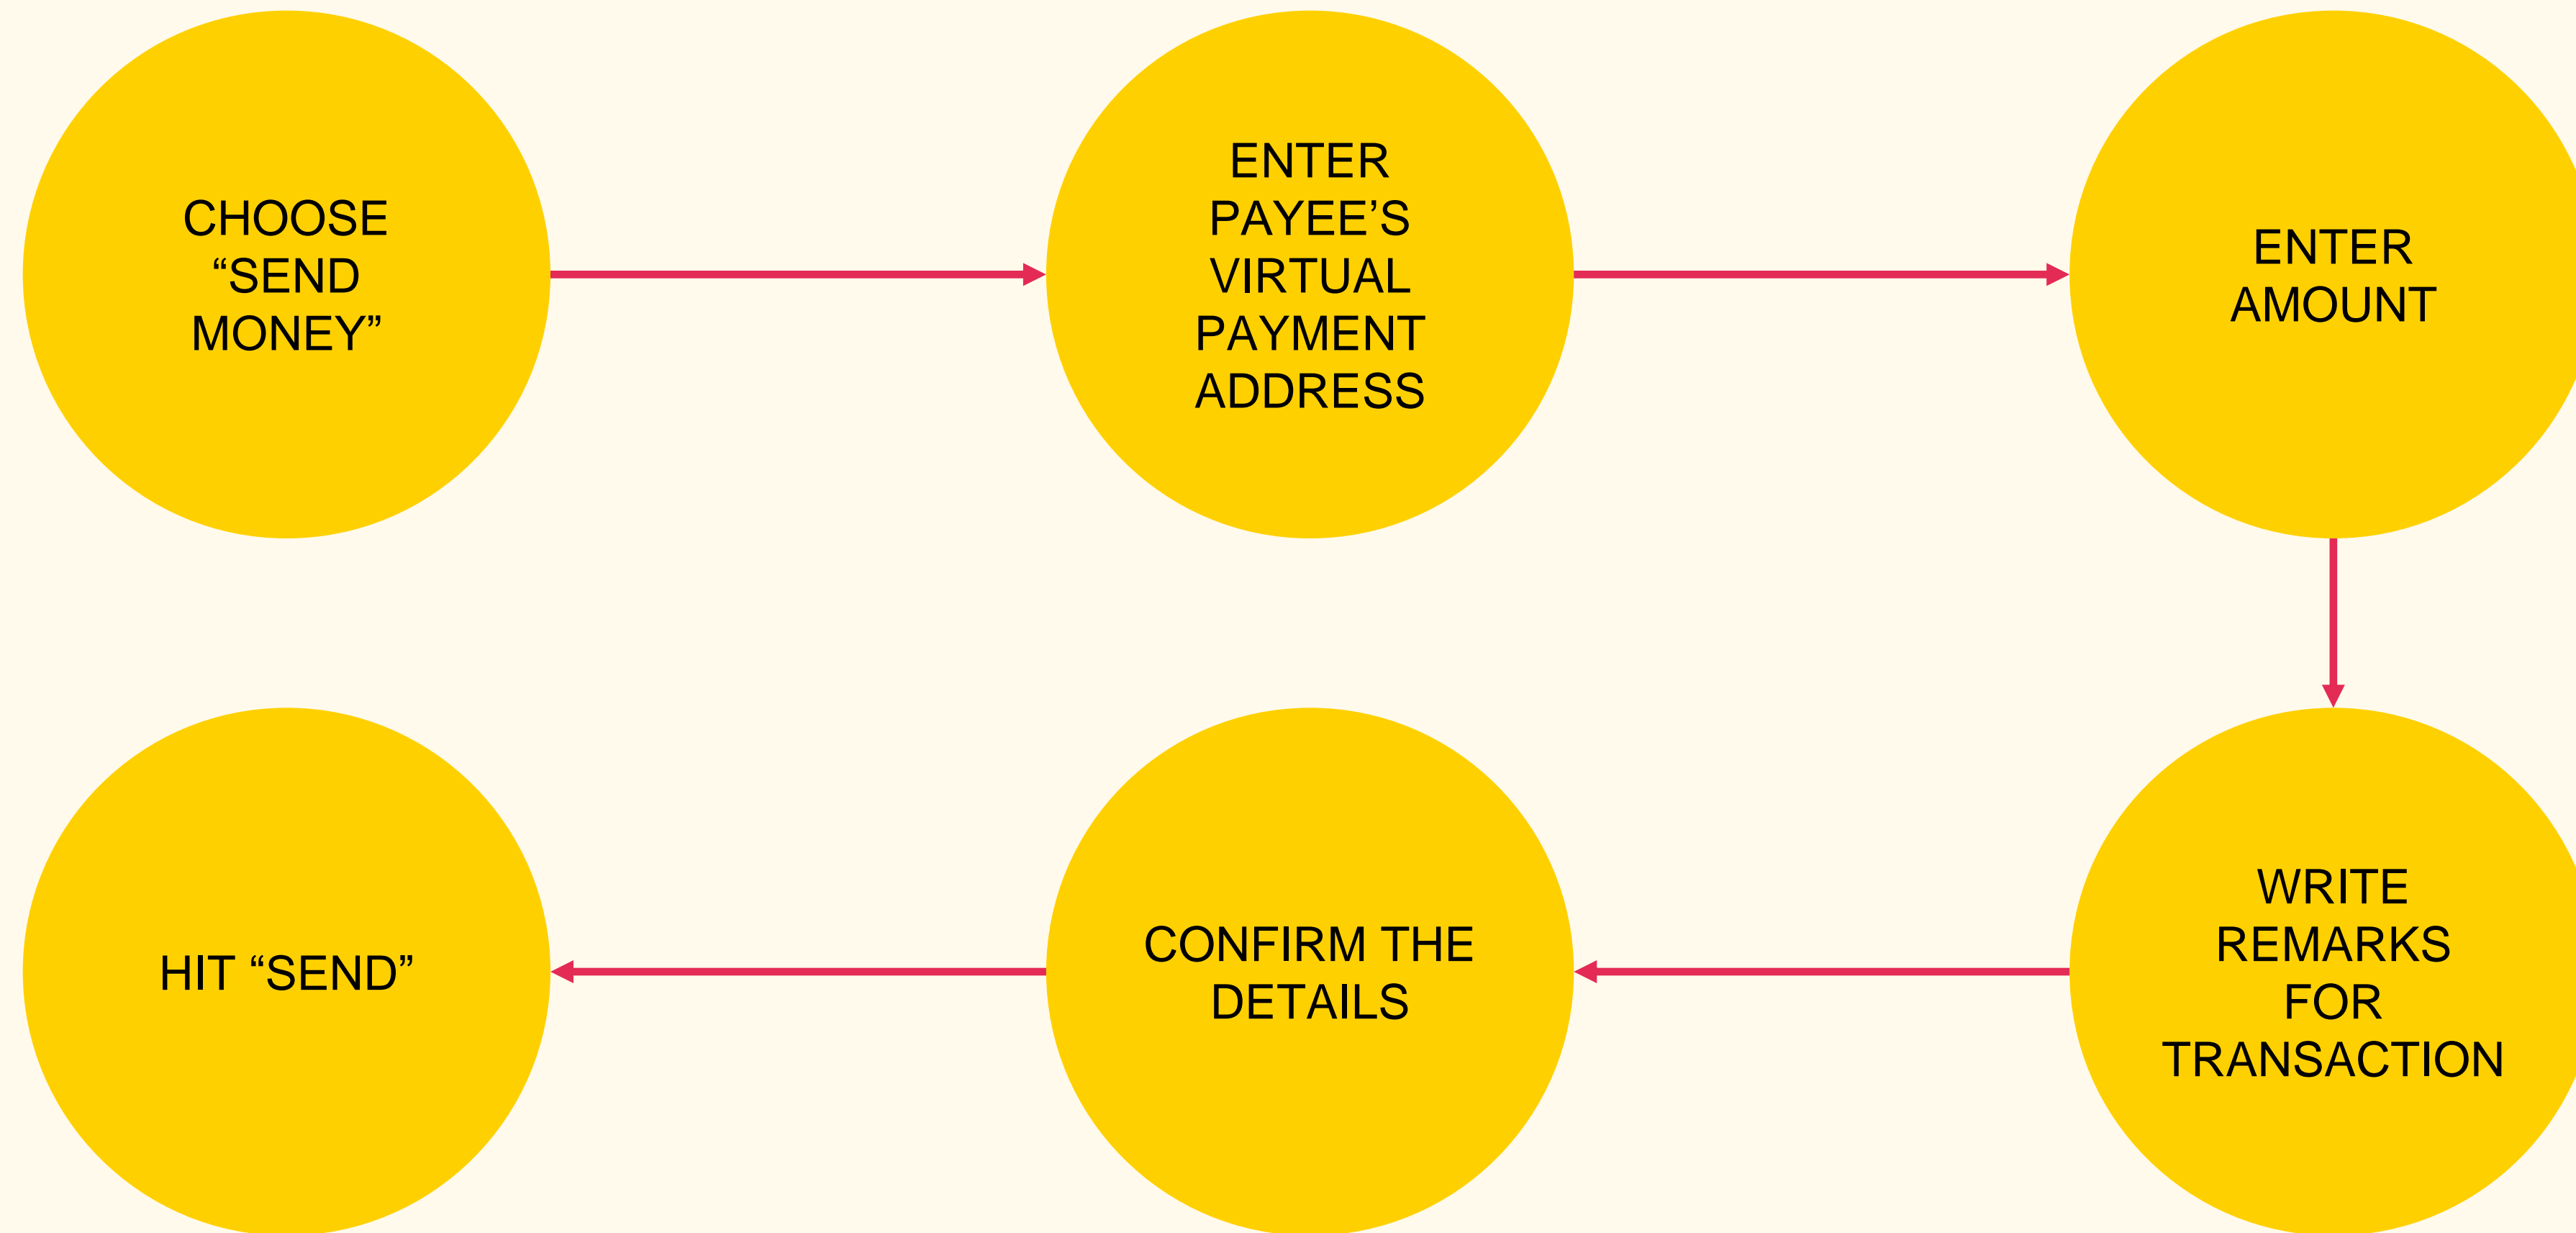 CHOOSE
“SEND
MONEY”
ENTER
PAYEE’S
VIRTUAL
PAYMENT
ADDRESS
ENTER
AMOUNT
WRITE
REMARKS
FOR
TRANSACTION
CONFIRM THE
DETAILS
HIT “SEND”